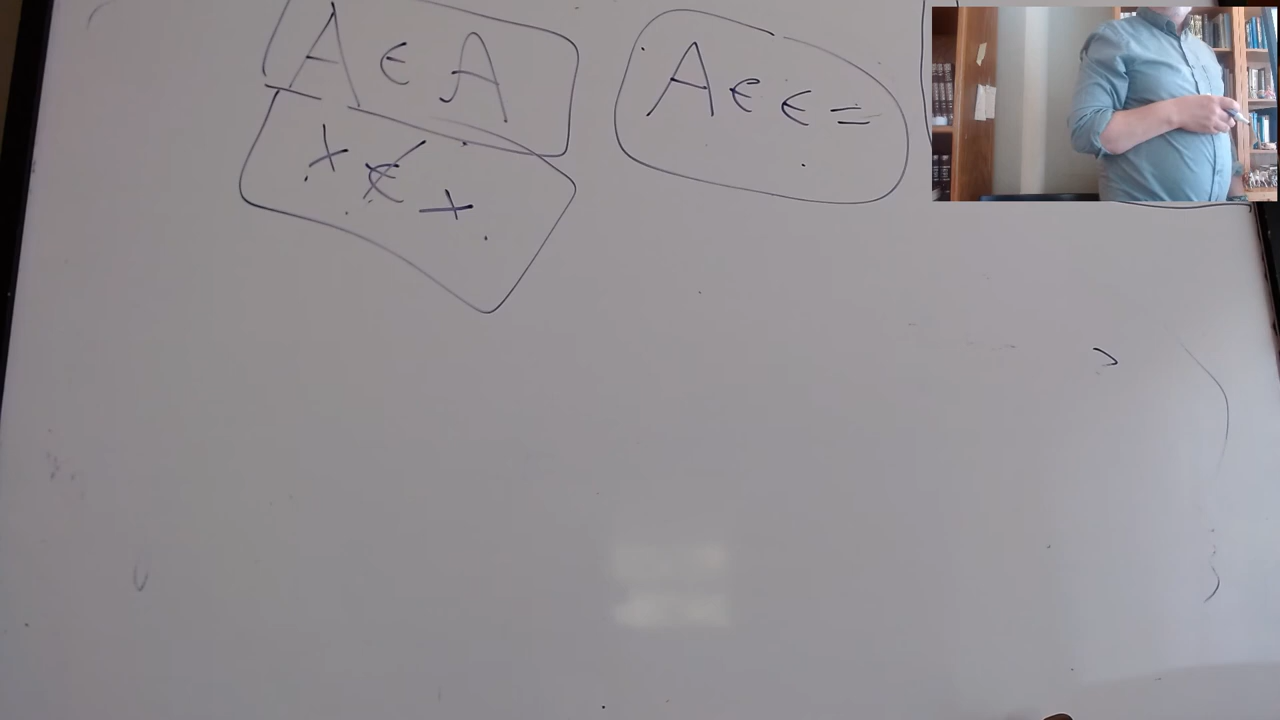 A ∈ A
x ∉ x
A ∈ ∈ =